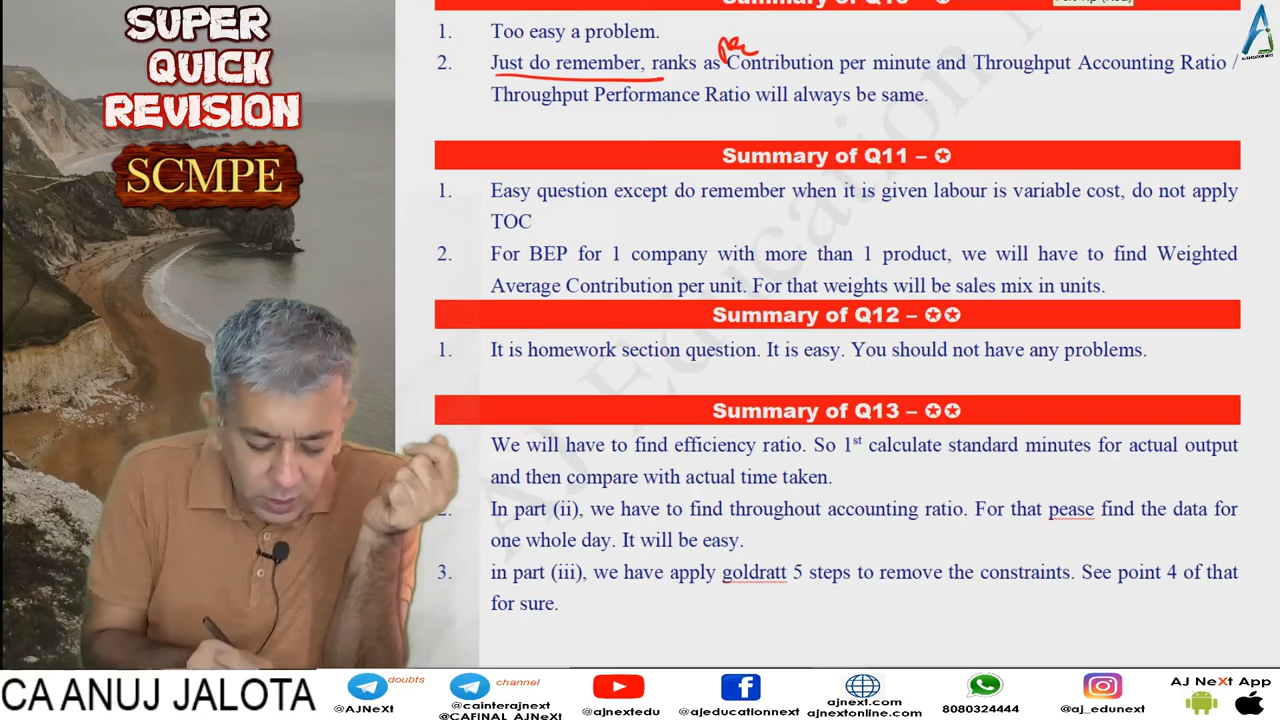 SUPER
QUICK
REVISION
SCMPE
1. Too easy a problem.
per
2. Just do remember, ranks as Contribution per minute and Throughput Accounting Ratio /
Throughput Performance Ratio will always be same.
Summary of Q11 – ✪
1. Easy question except do remember when it is given labour is variable cost, do not apply
TOC
2. For BEP for 1 company with more than 1 product, we will have to find Weighted
Average Contribution per unit. For that weights will be sales mix in units.
Summary of Q12 – ✪✪
1. It is homework section question. It is easy. You should not have any problems.
Summary of Q13 – ✪✪
We will have to find efficiency ratio. So 1st calculate standard minutes for actual output
and then compare with actual time taken.
2. In part (ii), we have to find throughout accounting ratio. For that pease find the data for
one whole day. It will be easy.
3. in part (iii), we have apply goldratt 5 steps to remove the constraints. See point 4 of that
for sure.
AJ Education
CA ANUJ JALOTA
doubts
@AJNeXt
channel
@cainterajnext
@CAFINAL_AJNeXt
@ajnextedu
@ajeducationnext
ajnext.com
ajnextonline.com
8080324444
@aj_edunext
AJ NeXt App